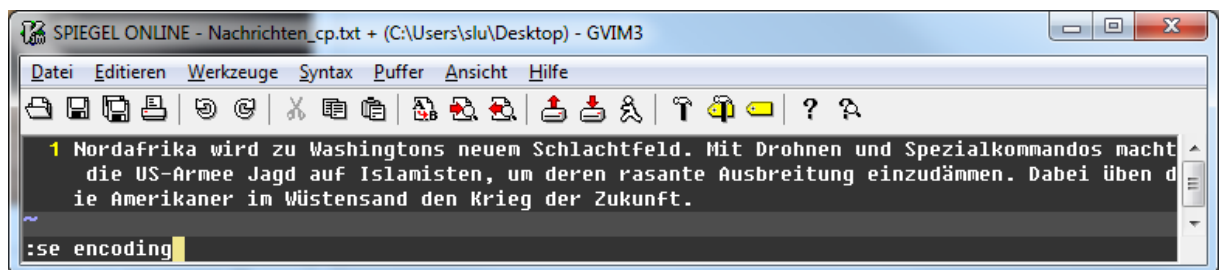 SPIEGEL ONLINE - Nachrichten_cp.txt + (C:\Users\slu\Desktop) - GVIM3
Datei Editieren Werkzeuge Syntax Puffer Ansicht Hilfe
1 Nordafrika wird zu Washingtons neuem Schlachtfeld. Mit Drohnen und Spezialkommandos macht
die US-Armee Jagd auf Islamisten, um deren rasante Ausbreitung einzudämmen. Dabei üben d
ie Amerikaner im Wüstensand den Krieg der Zukunft.
~
:se encoding